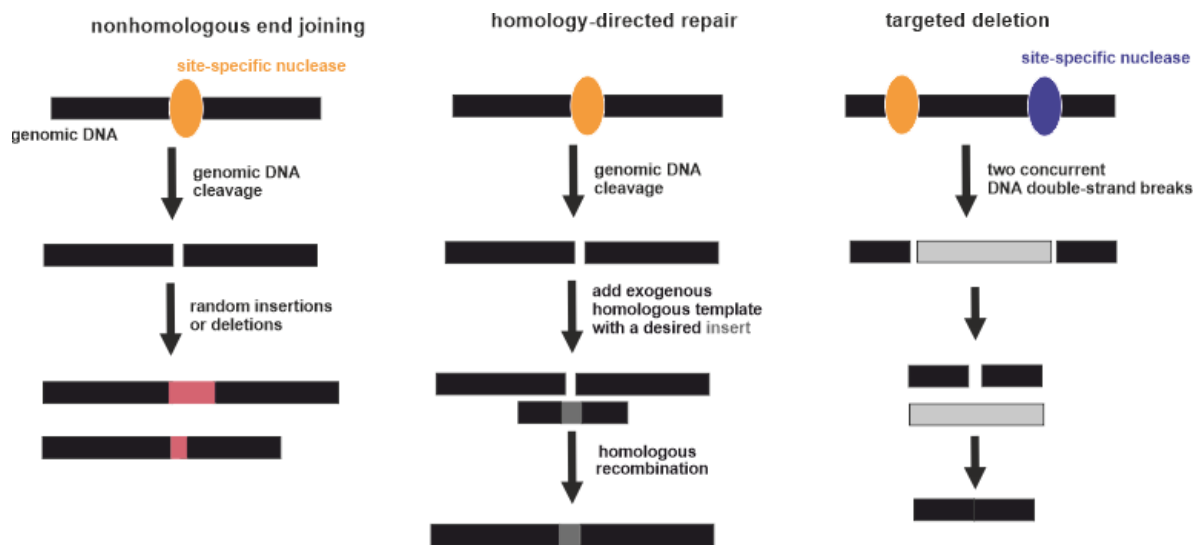 nonhomologous end joining
site-specific nuclease
genomic DNA
genomic DNA
cleavage
random insertions
or deletions
homology-directed repair
genomic DNA
cleavage
add exogenous
homologous template
with a desired insert
homologous
recombination
targeted deletion
site-specific nuclease
two concurrent
DNA double-strand breaks